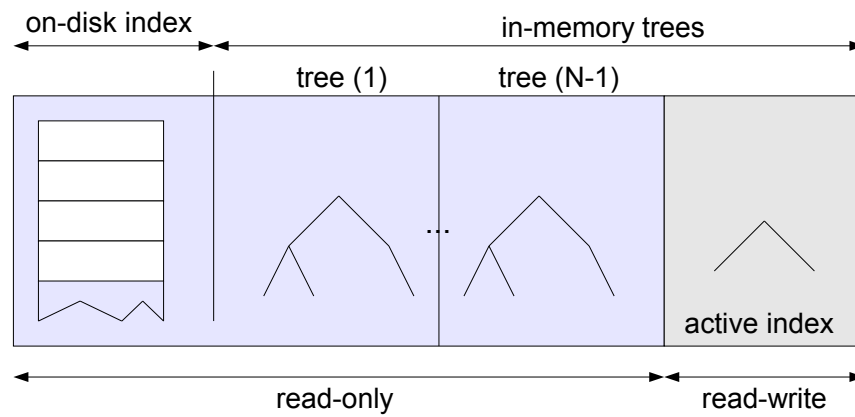 on-disk index
in-memory trees
tree (1)
tree (N-1)
...
active index
read-only
read-write